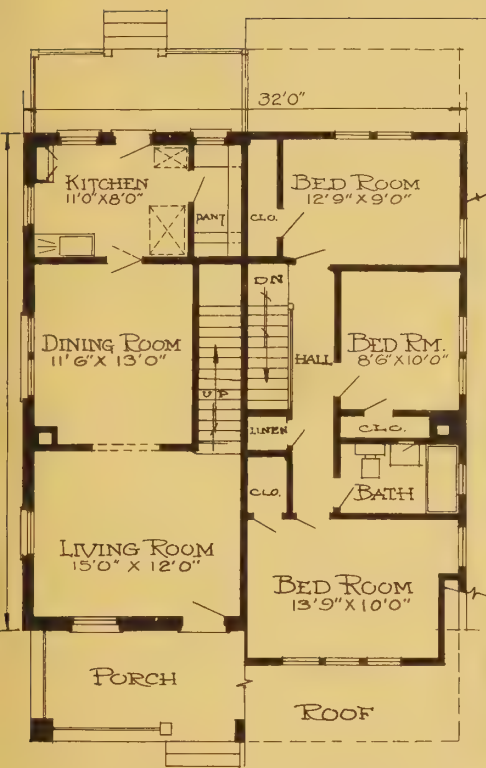 32'0"
KITCHEN
11'0"X8'0"
PANT
CLO.
BED ROOM
12'9"X9'0"
DN
DINING ROOM
11'6"X 13'0"
UP
HALL
BED RM.
8'6"X10'0"
LINEN
CLO.
CLO.
BATH
LIVING ROOM
15'0" X 12'0"
BED ROOM
13'9"X10'0"
PORCH
ROOF